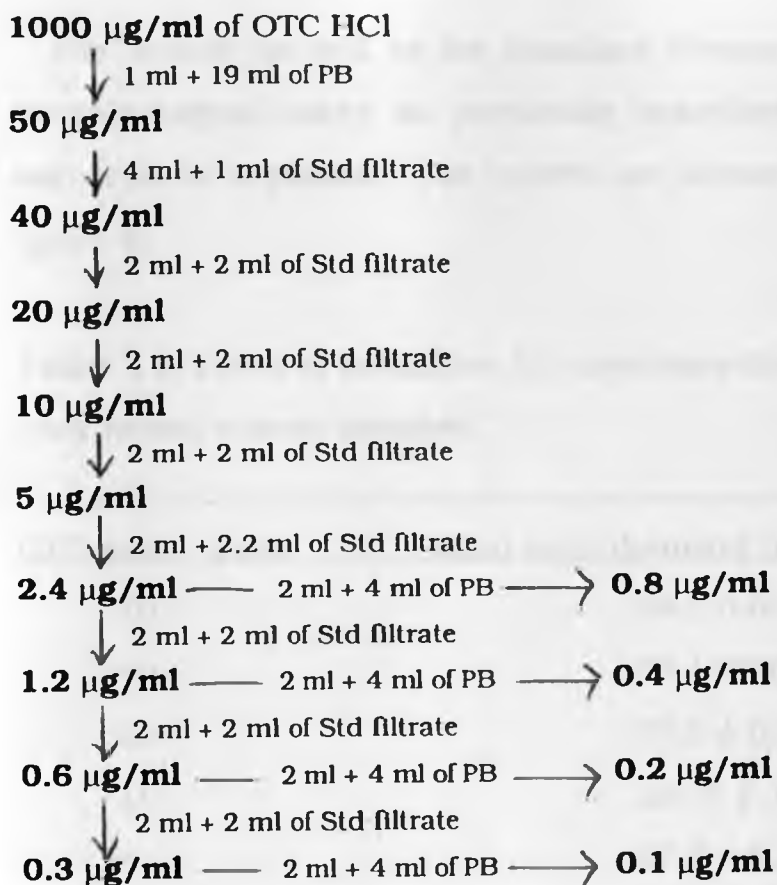 1000 µg/ml of OTC HCl
1 ml + 19 ml of PB
50 µg/ml
4 ml + 1 ml of Std filtrate
40 µg/ml
2 ml + 2 ml of Std filtrate
20 µg/ml
2 ml + 2 ml of Std filtrate
10 µg/ml
2 ml + 2 ml of Std filtrate
5 µg/ml
2 ml + 2.2 ml of Std filtrate
2.4 µg/ml 2 ml + 4 ml of PB 0.8 µg/ml
2 ml + 2 ml of Std filtrate
1.2 µg/ml 2 ml + 4 ml of PB 0.4 µg/ml
2 ml + 2 ml of Std filtrate
0.6 µg/ml 2 ml + 4 ml of PB 0.2 µg/ml
2 ml + 2 ml of Std filtrate
0.3 µg/ml 2 ml + 4 ml of PB 0.1 µg/ml